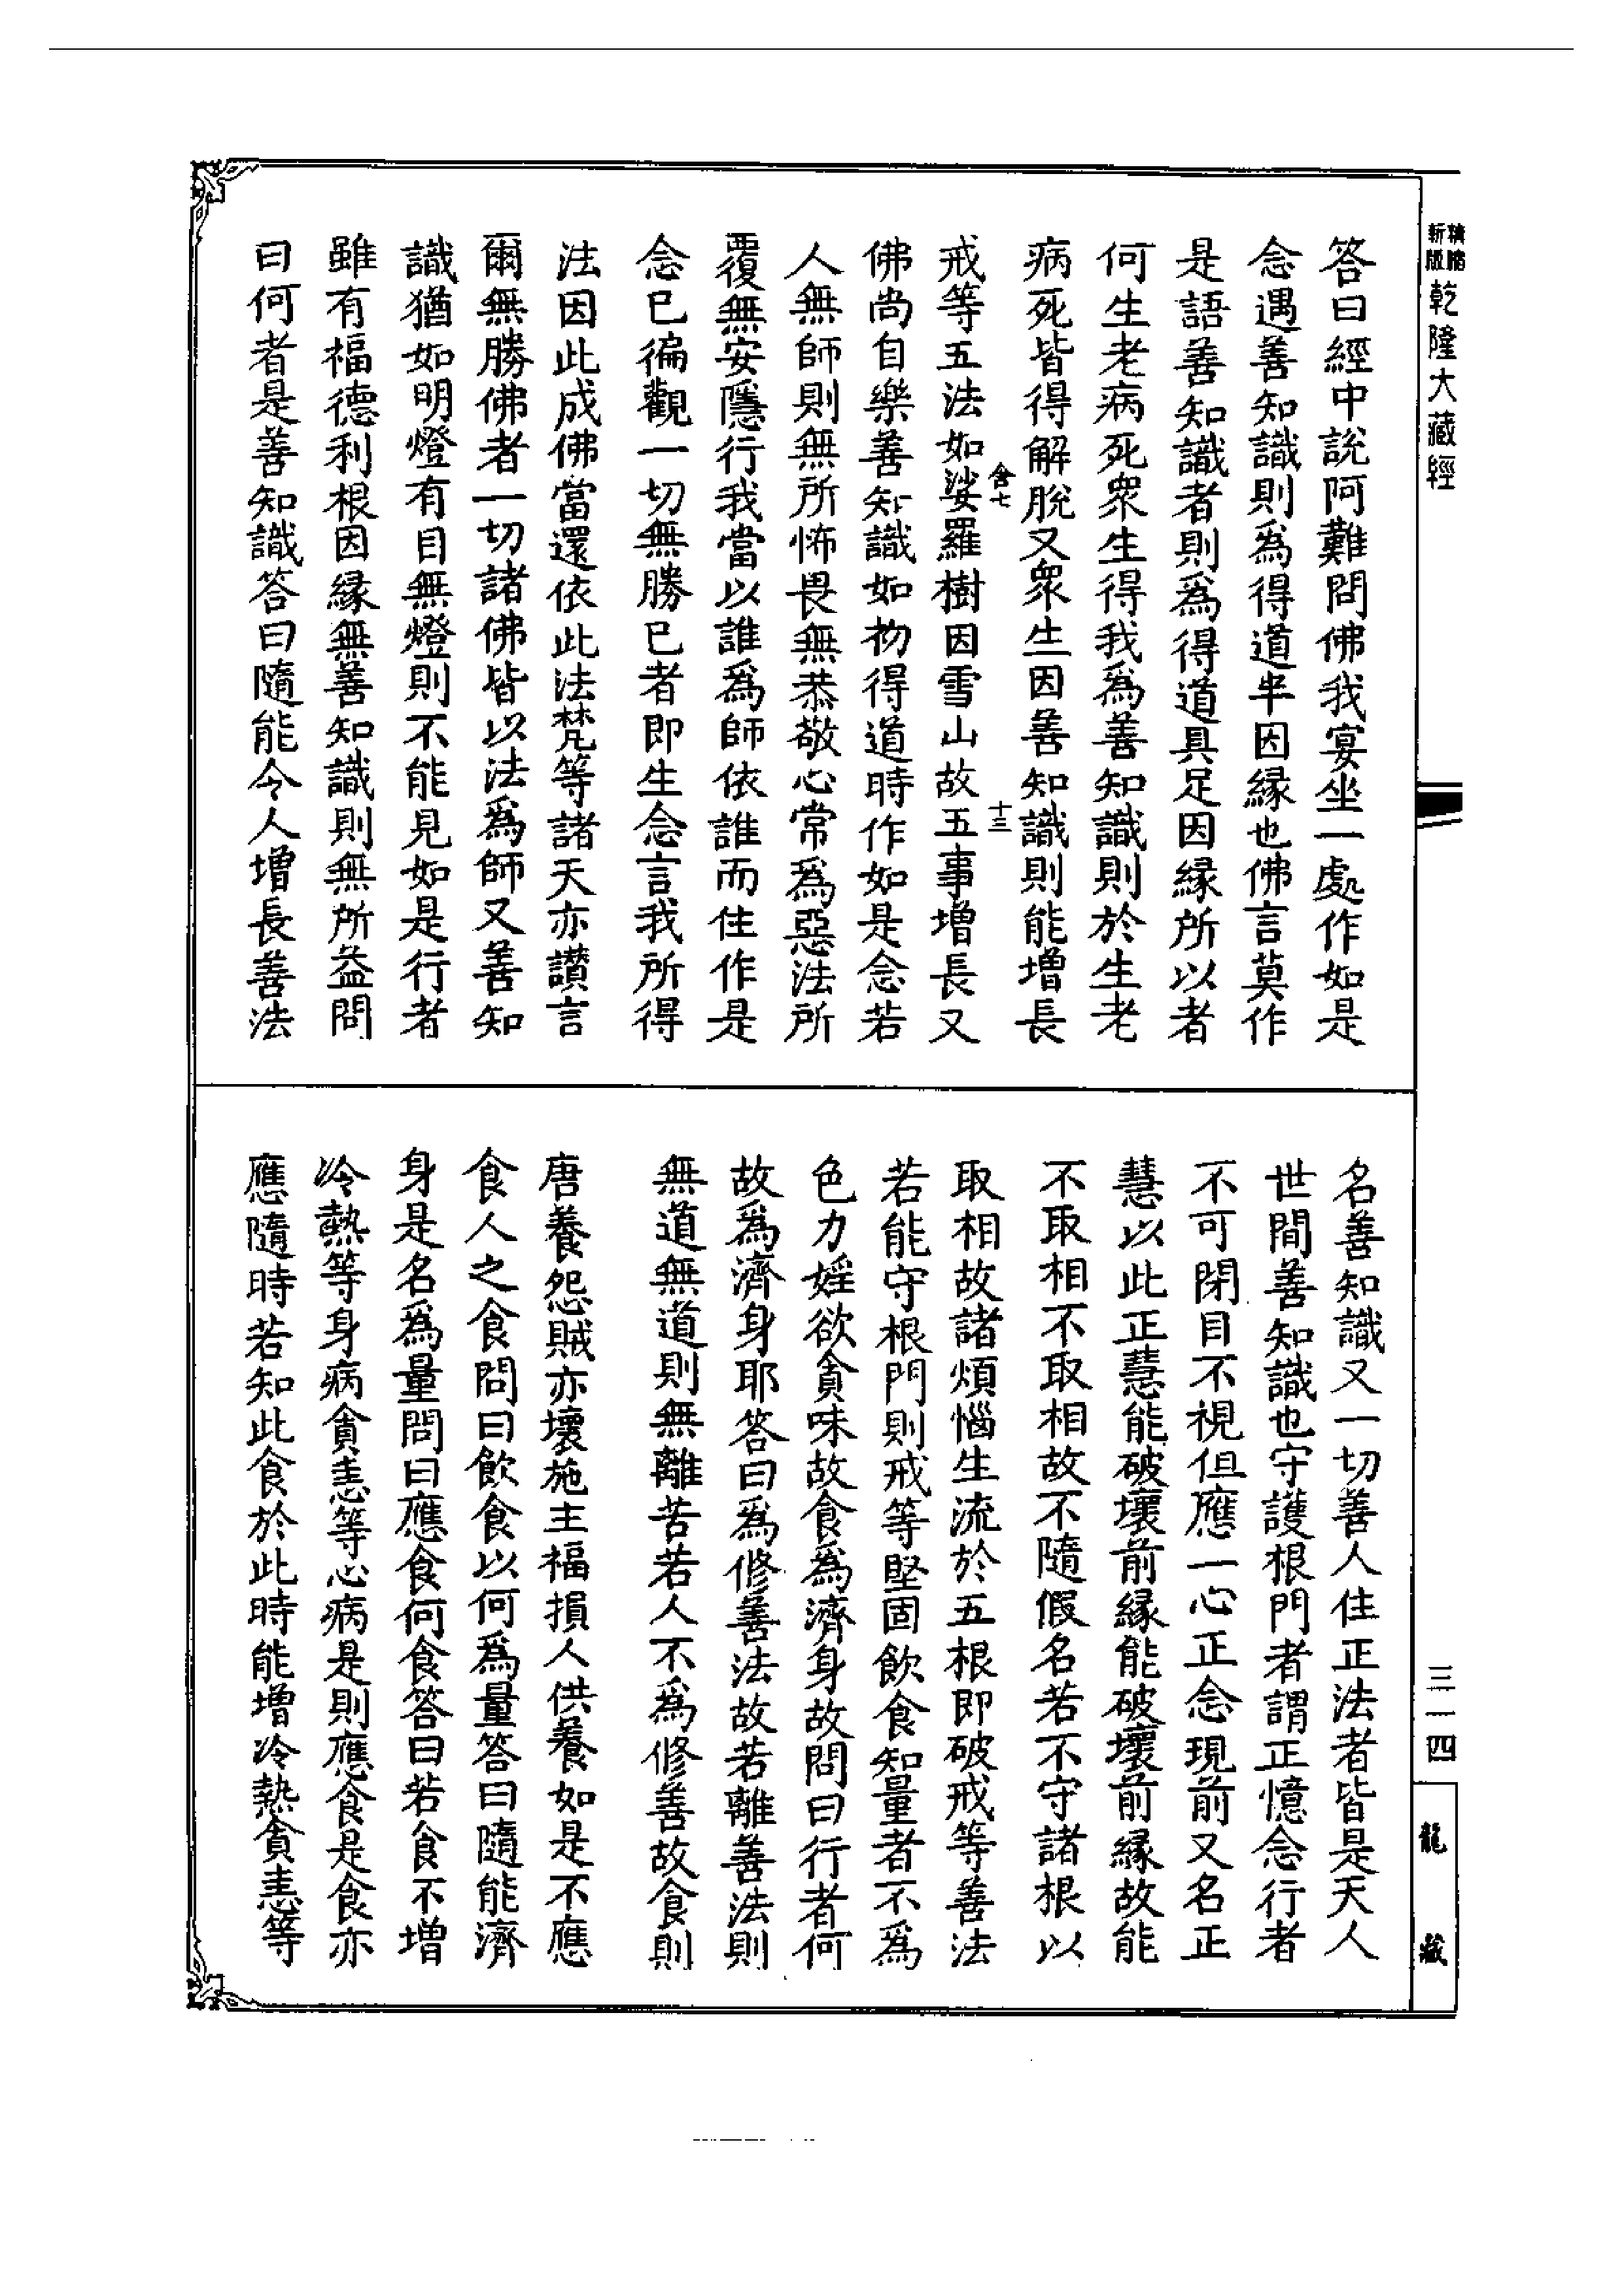 新版精縮乾隆大藏經
答曰經中說阿難問佛我宴坐一處作如是
念遇善知識則為得道半因緣也佛言莫作
是語善知識者則為得道具足因緣所以者
何生老病死衆生得我為善知識則於生老
病死皆得解脫又衆生因善知識則能增長
含七
十三
戒等五法如娑羅樹因雪山故五事增長又
佛尚自樂善知識如初得道時作如是念若
人無師則無所怖畏無恭敬心常為惡法所
覆無安隱行我當以誰為師依誰而住作是
念已徧觀一切無勝已者即生念言我所得
法因此成佛當還依此法梵等諸天亦讚言
爾無勝佛者一切諸佛皆以法為師又善知
識猶如明燈有目無燈則不能見如是行者
雖有福德利根因緣無善知識則無所益問
曰何者是善知識答曰隨能令人增長善法
名善知識又一切善人住正法者皆是天人
世間善知識也守護根門者謂正憶念行者
不可閉目不視但應一心正念現前又名正
慧以此正慧能破壞前緣能破壞前緣故能
不取相不取相故不隨假名若不守諸根以
取相故諸煩惱生流於五根即破戒等善法
若能守根門則戒等堅固飲食知量者不為
色力婬欲貪味故食為濟身故問曰行者何
故為濟身耶答曰為修善法故若離善法則
無道無道則無離苦若人不為修善故食則
唐養怨賊亦壞施主福損人供養如是不應
食人之食問曰飲食以何為量答曰隨能濟
身是名為量問曰應食何食答曰若食不增
冷熱等身病貪恚等心病是則應食是食亦
應隨時若知此食於此時能增冷熱貪恚等
三一四
龍藏